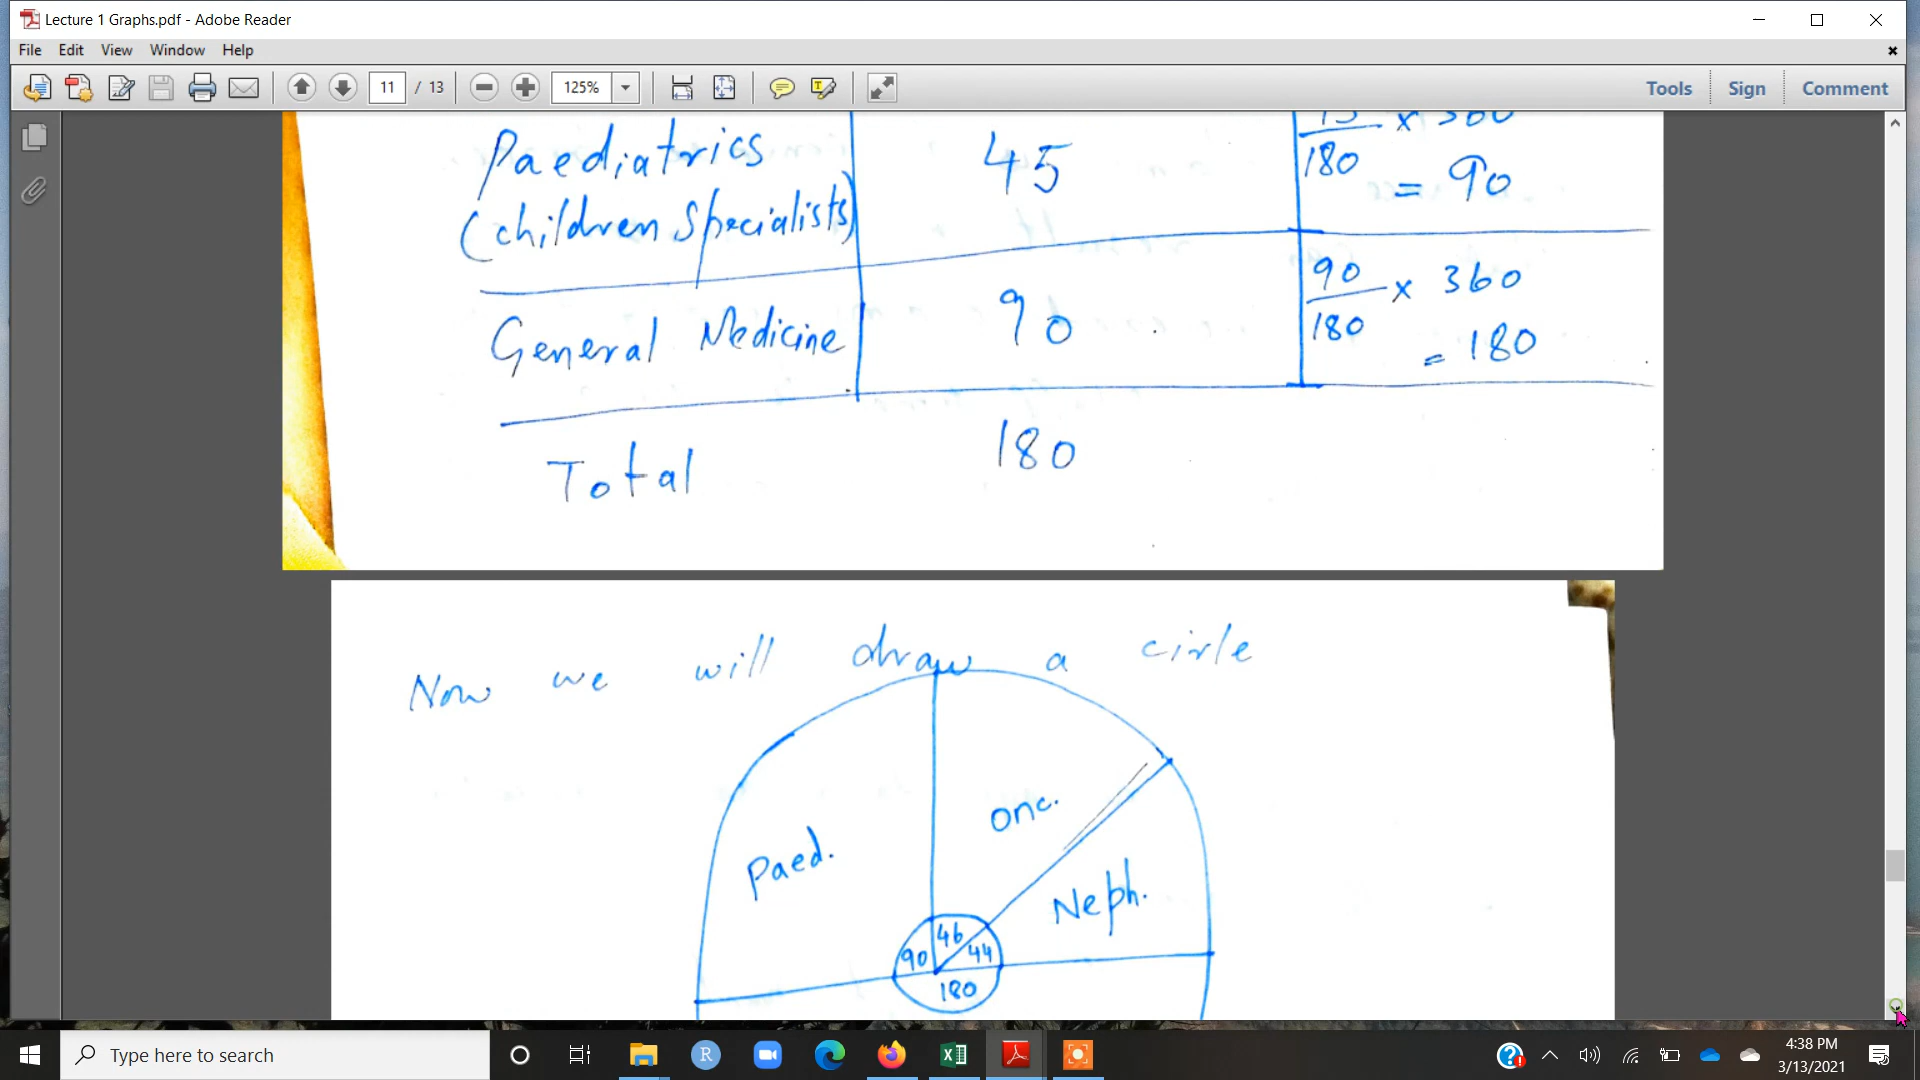 Lecture 1 Graphs.pdf - Adobe Reader
File Edit View Window Help
11 / 13 125% Tools Sign Comment
Paediatrics 45 180 × 360
(children Specialists) = 90
General Medicine 90 90/180 × 360
= 180
Total 180
Now we will draw a cirle
Onc.
Paed.
Neph.
46
90 44
180
Type here to search
4:38 PM
3/13/2021